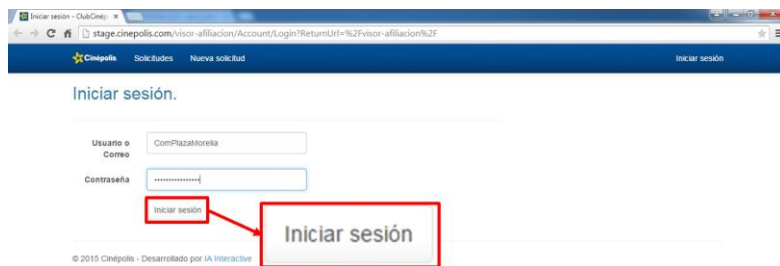 Iniciar sesión - ClubCinép
stage.cinepolis.com/visor-afiliacion/Account/Login?ReturnUrl=%2Fvisor-afiliacion%2F
Cinépolis Solicitudes Nueva solicitud Iniciar sesión
Iniciar sesión.
Usuario o Correo ComPlazaMorelia
Contraseña ••••••••••••••••
Iniciar sesión
Iniciar sesión
© 2015 Cinépolis - Desarrollado por IA Interactive